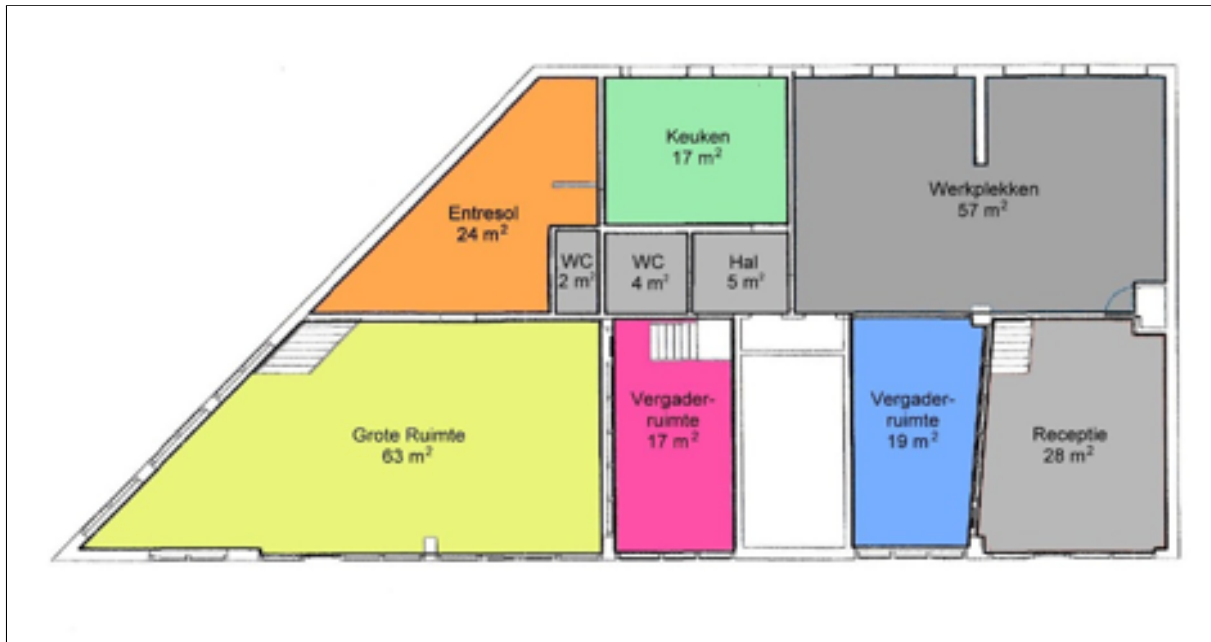 Keuken
17 m²
Werkplekken
57 m²
Entresol
24 m²
WC
2 m²
WC
4 m²
Hal
5 m²
Grote Ruimte
63 m²
Vergader-
ruimte
17 m²
Vergader-
ruimte
19 m²
Receptie
28 m²